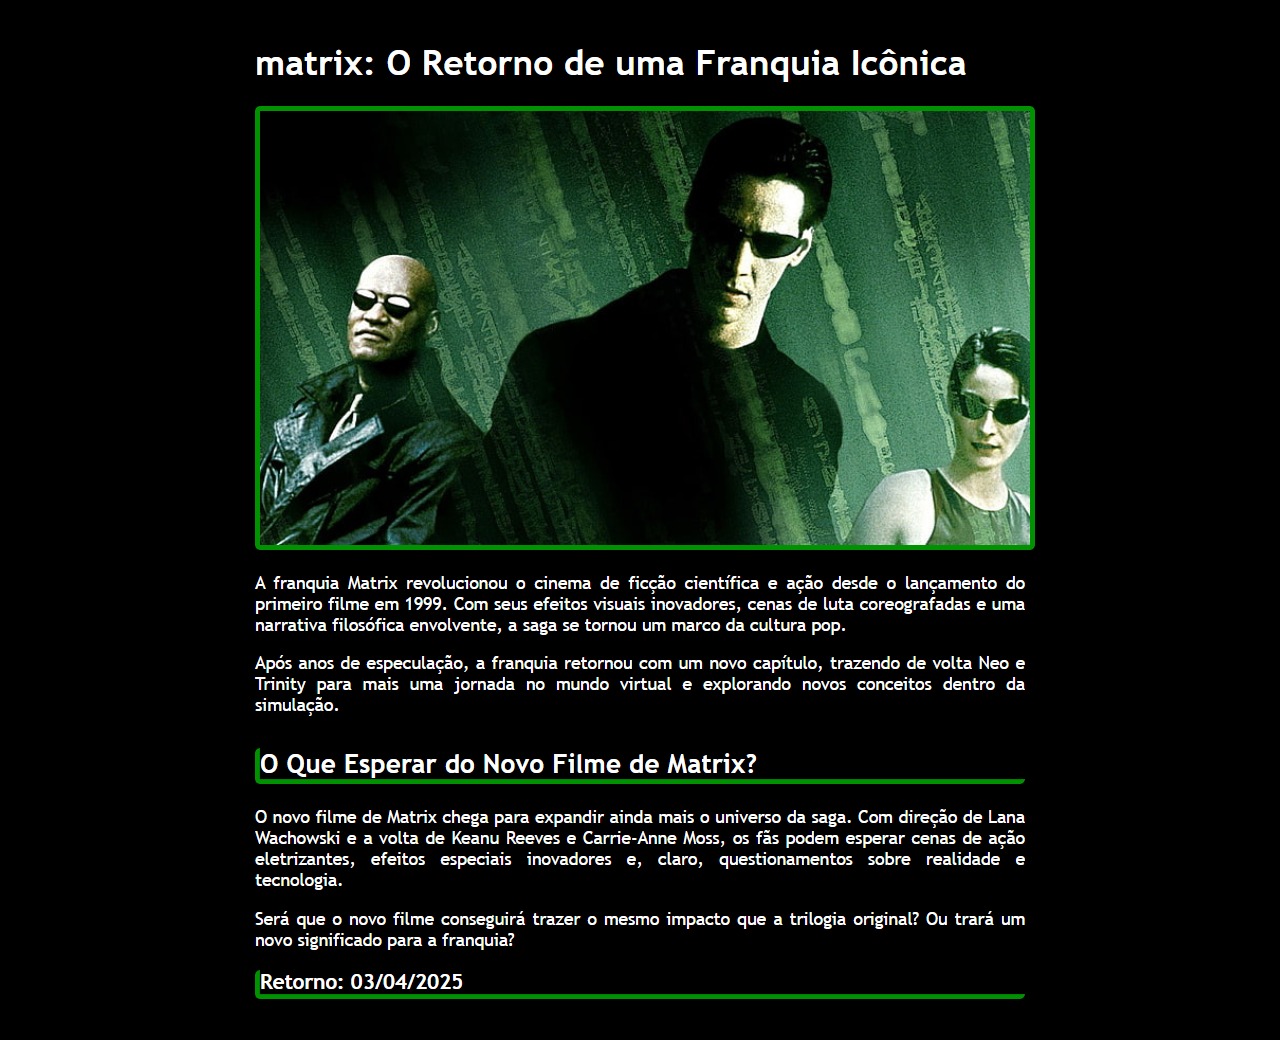 matrix: O Retorno de uma Franquia Icônica
A franquia Matrix revolucionou o cinema de ficção científica e ação desde o lançamento do
primeiro filme em 1999. Com seus efeitos visuais inovadores, cenas de luta coreografadas e uma
narrativa filosófica envolvente, a saga se tornou um marco da cultura pop.
Após anos de especulação, a franquia retornou com um novo capítulo, trazendo de volta Neo e
Trinity para mais uma jornada no mundo virtual e explorando novos conceitos dentro da
simulação.
O Que Esperar do Novo Filme de Matrix?
O novo filme de Matrix chega para expandir ainda mais o universo da saga. Com direção de Lana
Wachowski e a volta de Keanu Reeves e Carrie-Anne Moss, os fãs podem esperar cenas de ação
eletrizantes, efeitos especiais inovadores e, claro, questionamentos sobre realidade e
tecnologia.
Será que o novo filme conseguirá trazer o mesmo impacto que a trilogia original? Ou trará um
novo significado para a franquia?
Retorno: 03/04/2025